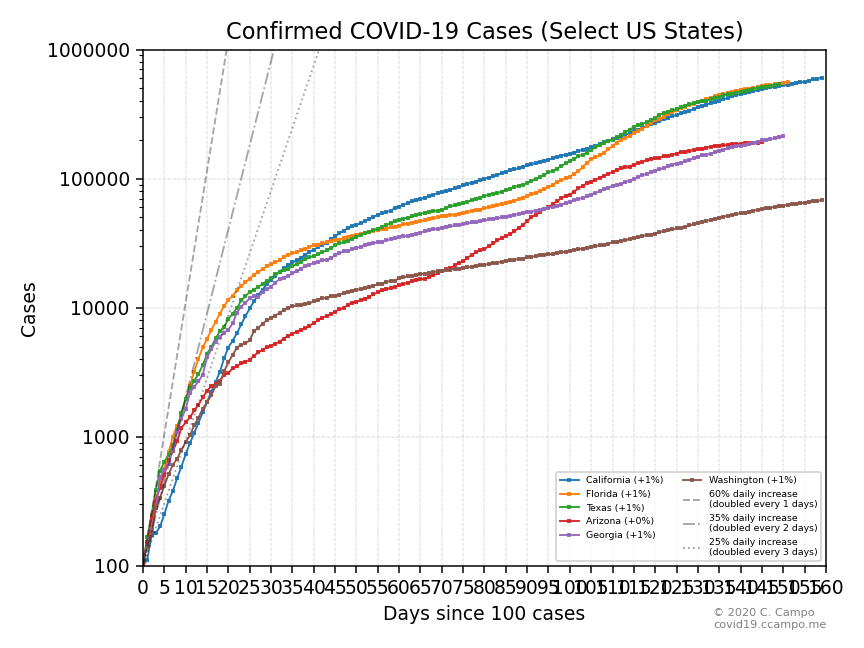 Confirmed COVID-19 Cases (Select US States)
1000000
100000
10000
1000
100
Cases
California (+1%)
Florida (+1%)
Texas (+1%)
Arizona (+0%)
Georgia (+1%)
Washington (+1%)
60% daily increase
(doubled every 1 days)
35% daily increase
(doubled every 2 days)
25% daily increase
(doubled every 3 days)
0 5 10 15 20 25 30 35 40 45 50 55 60 65 70 75 80 85 90 95 100 105 110 115 120 125 130 135 140 145 150 155 160
Days since 100 cases
© 2020 C. Campo
covid19.ccampo.me